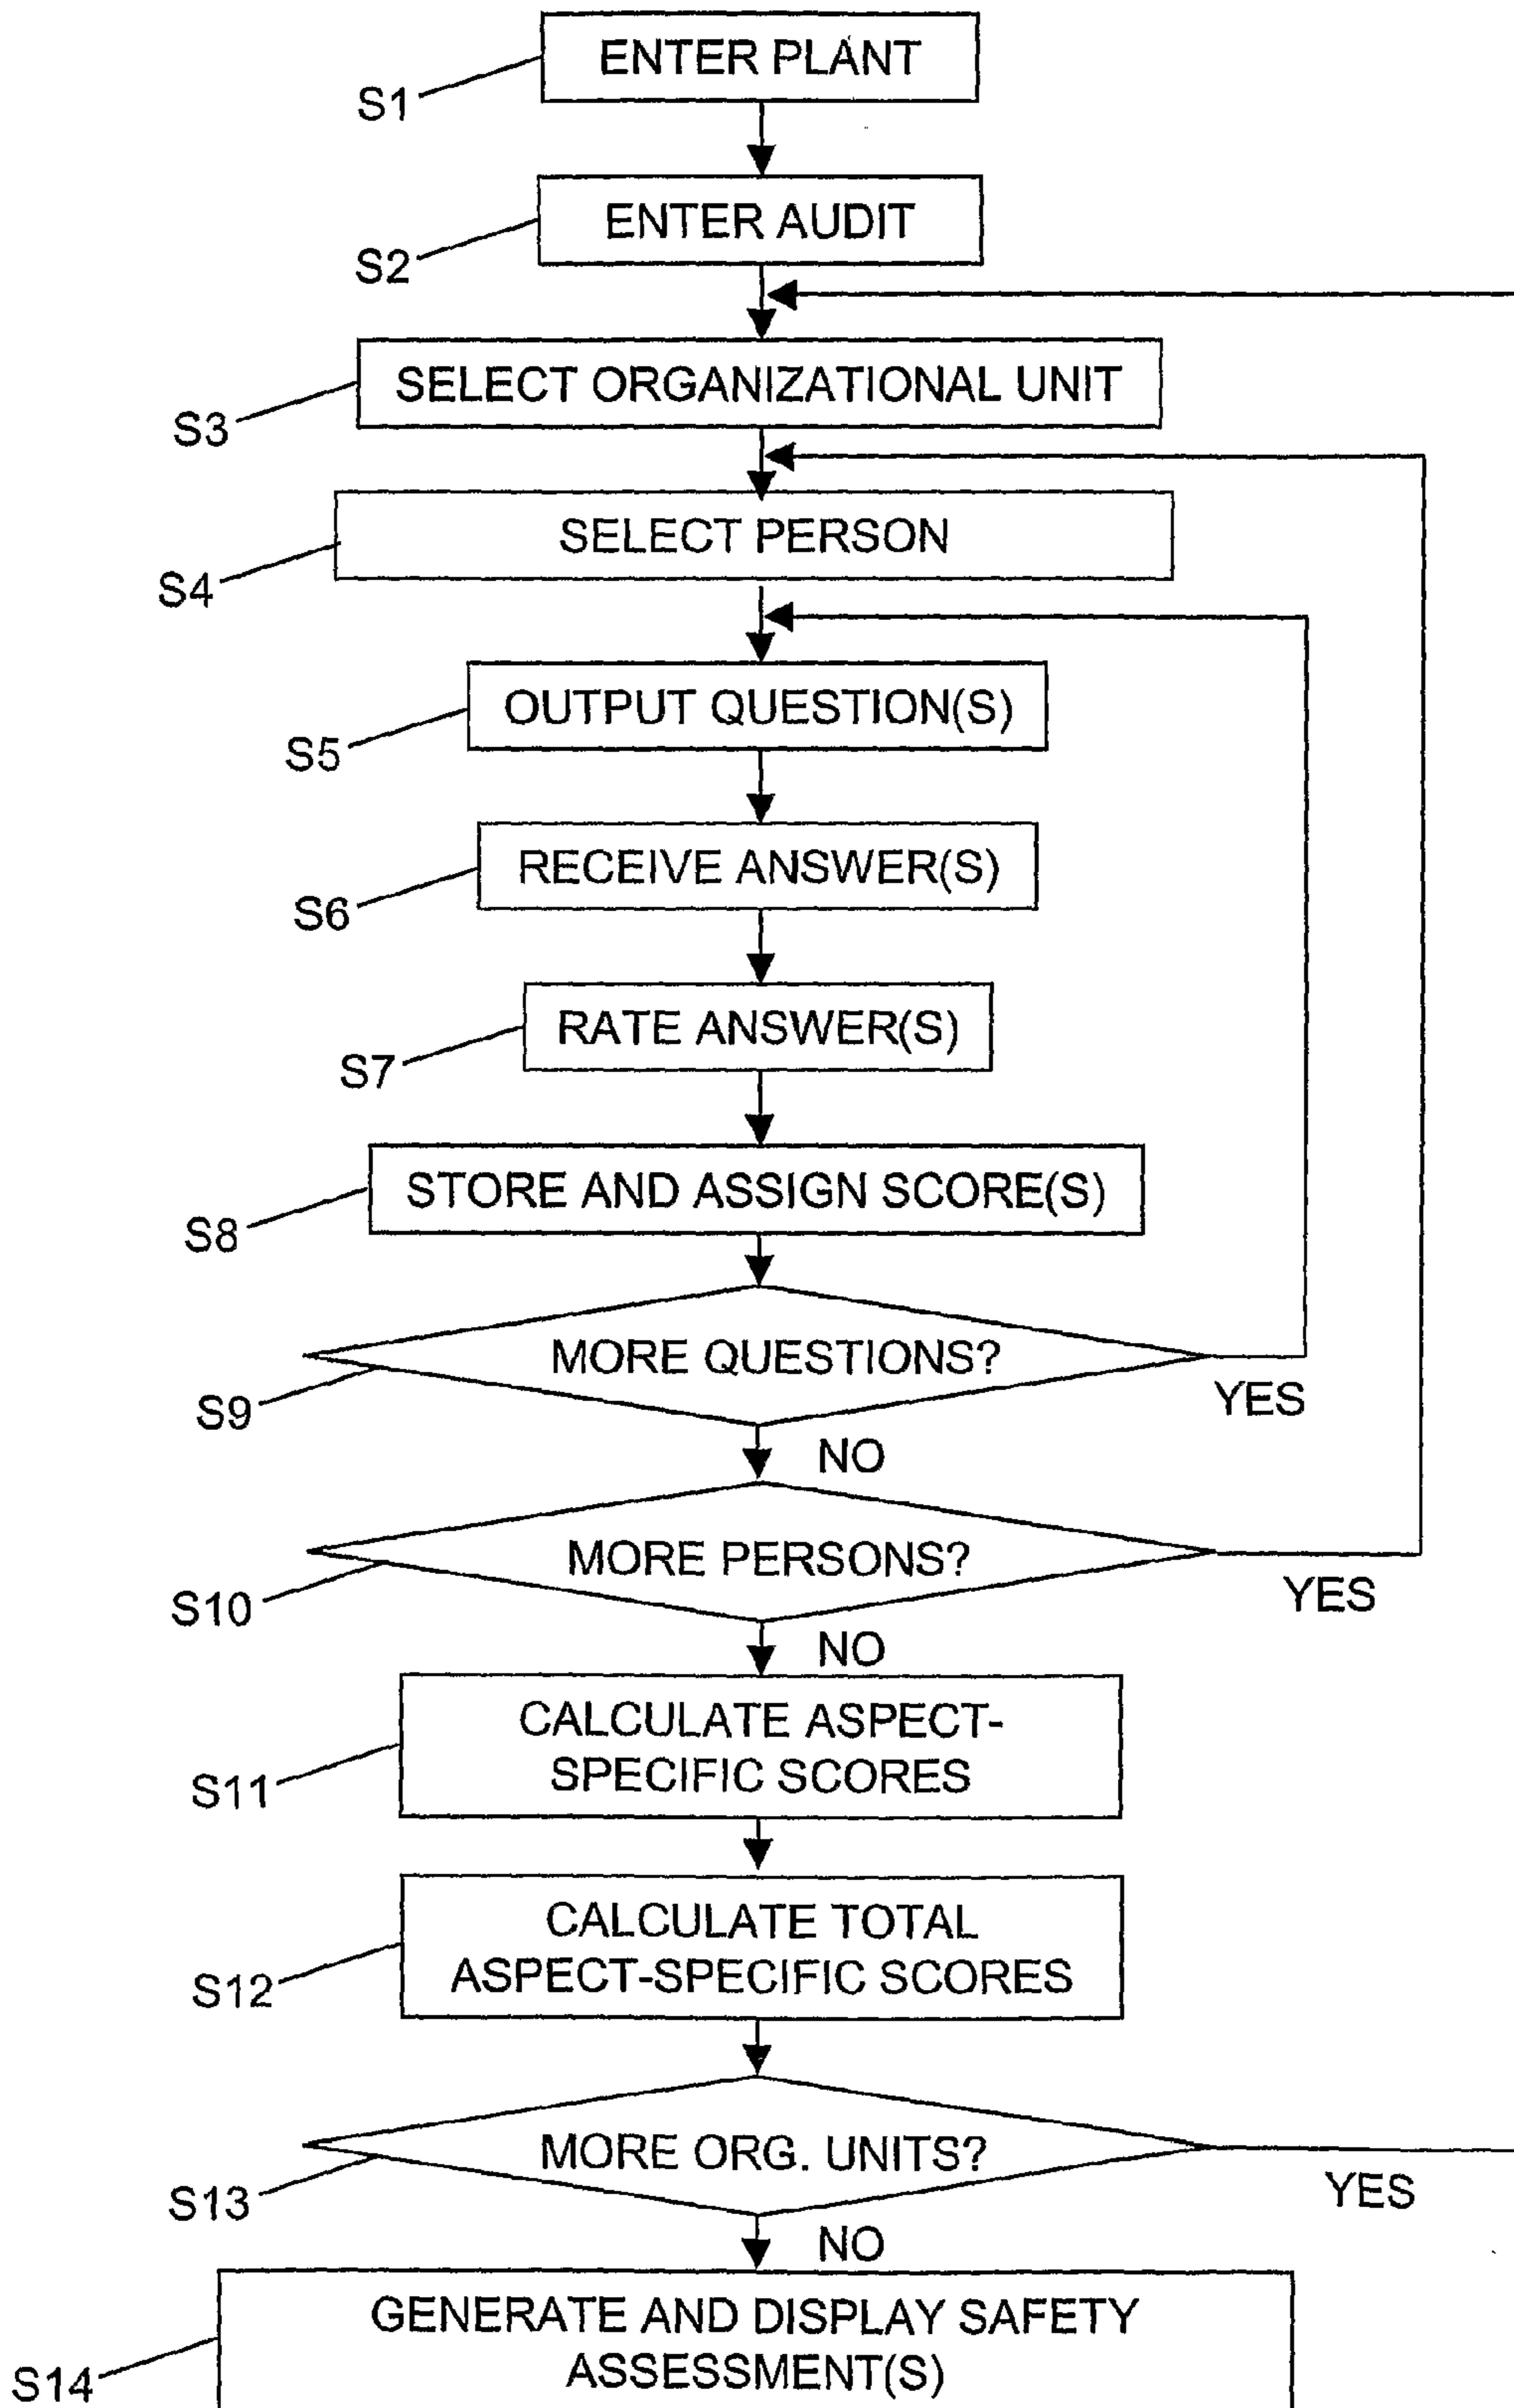 ENTER PLANT
S1
ENTER AUDIT
S2
SELECT ORGANIZATIONAL UNIT
S3
SELECT PERSON
S4
OUTPUT QUESTION(S)
S5
RECEIVE ANSWER(S)
S6
RATE ANSWER(S)
S7
STORE AND ASSIGN SCORE(S)
S8
MORE QUESTIONS?
S9
YES
NO
MORE PERSONS?
S10
YES
NO
CALCULATE ASPECT-
SPECIFIC SCORES
S11
CALCULATE TOTAL
ASPECT-SPECIFIC SCORES
S12
MORE ORG. UNITS?
S13
YES
NO
GENERATE AND DISPLAY SAFETY
ASSESSMENT(S)
S14